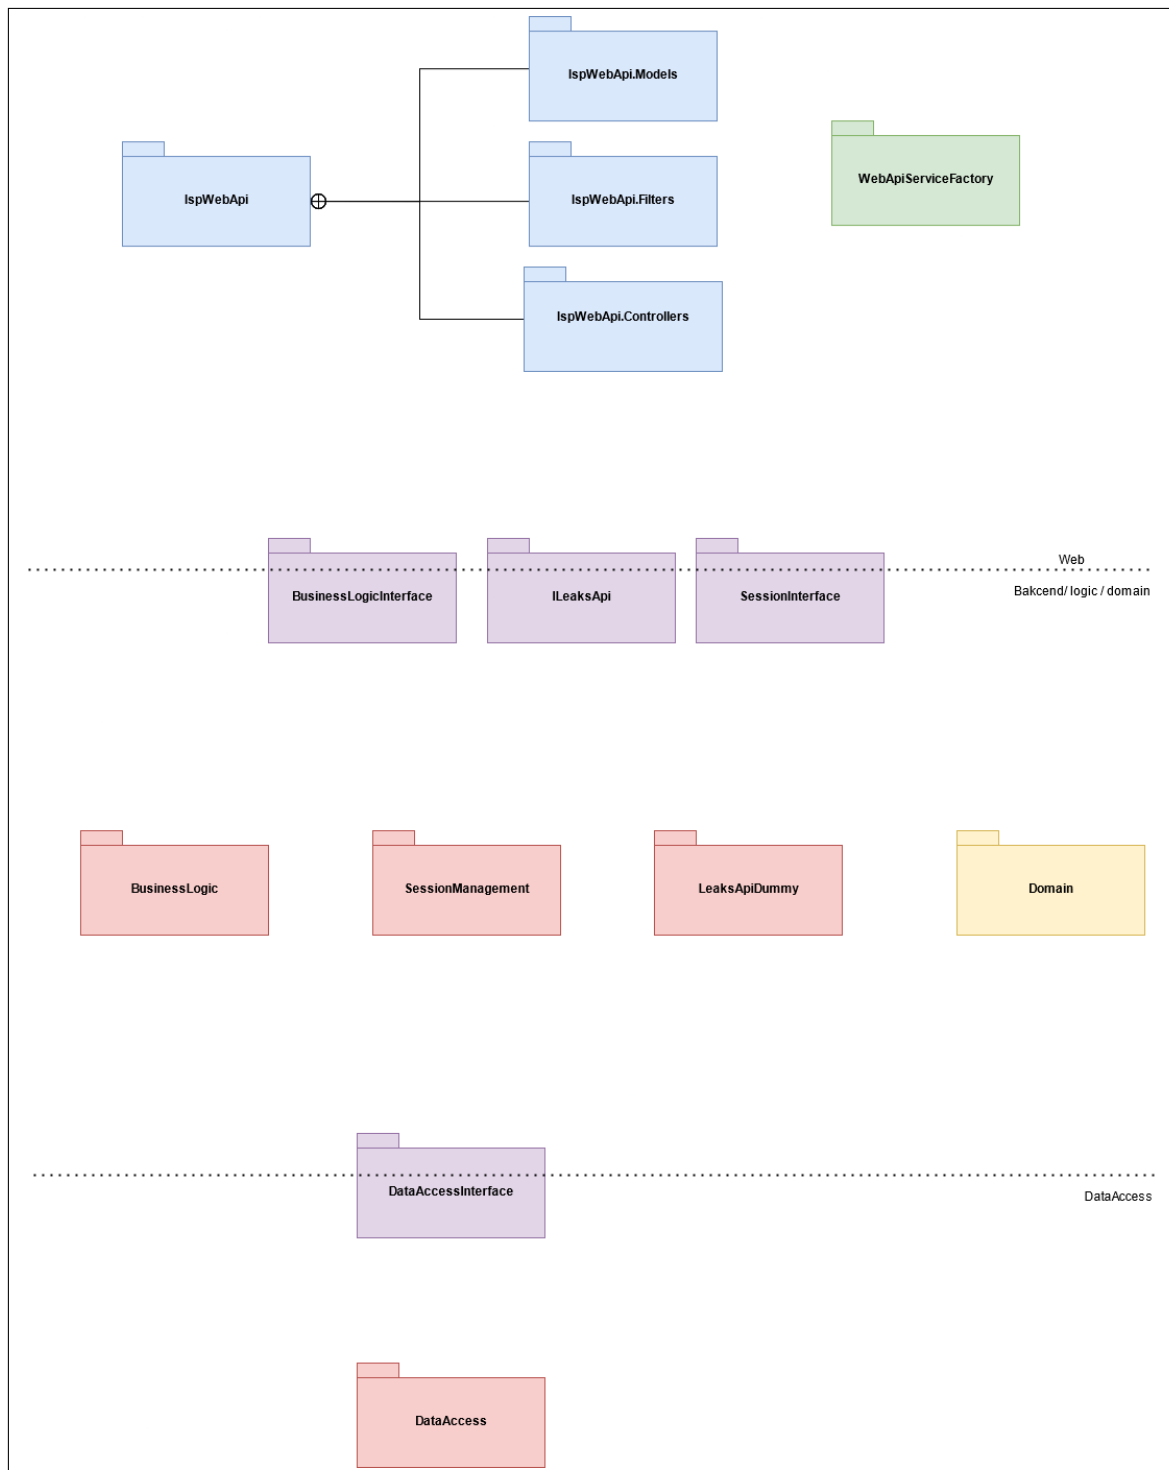 IspWebApi.Models
WebApiServiceFactory
IspWebApi
IspWebApi.Filters
IspWebApi.Controllers
Web
BusinessLogicInterface
ILeaksApi
SessionInterface
Bakcend/ logic / domain
BusinessLogic
SessionManagement
LeaksApiDummy
Domain
DataAccessInterface
DataAccess
DataAccess